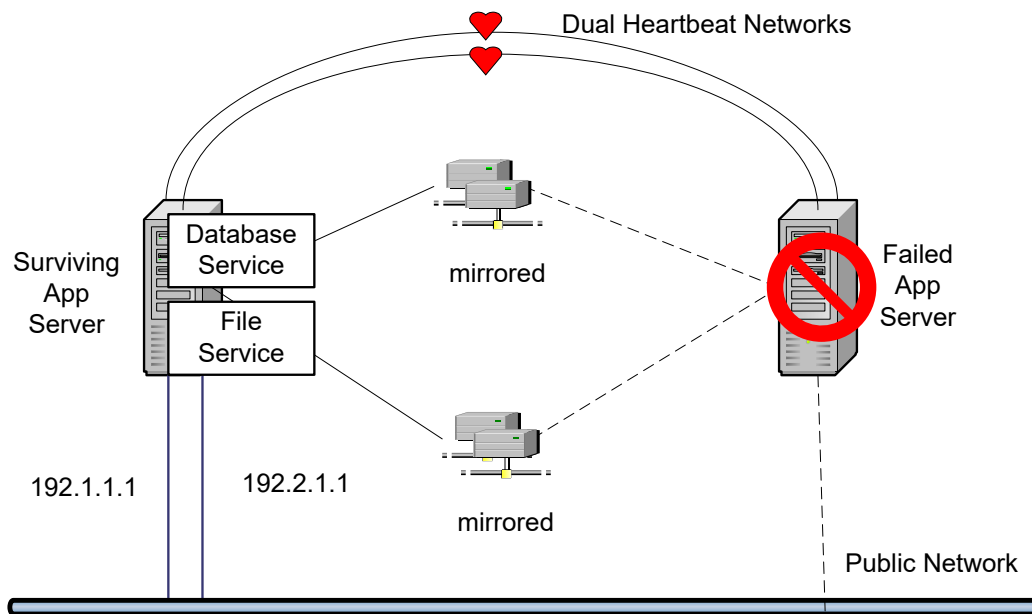 Dual Heartbeat Networks
Surviving
App
Server
Database
Service
File
Service
mirrored
Failed
App
Server
192.1.1.1
192.2.1.1
mirrored
Public Network